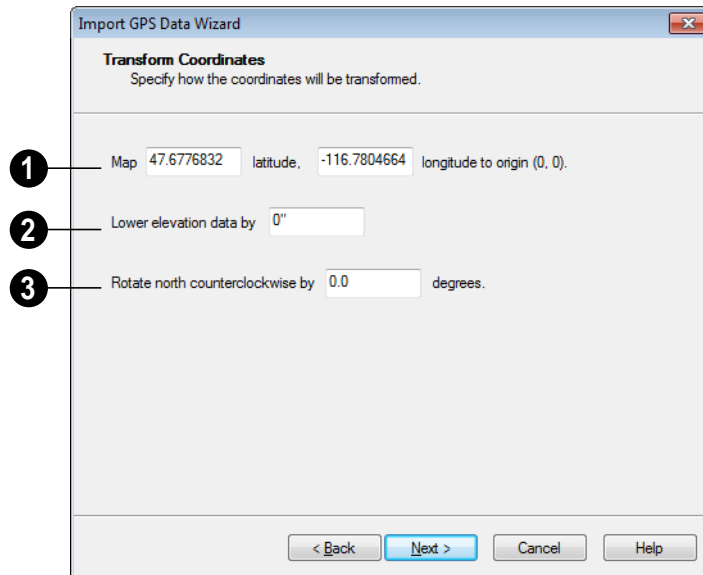 Import GPS Data Wizard
Transform Coordinates
Specify how the coordinates will be transformed.
1 Map 47.6776832 latitude, -116.7804664 longitude to origin (0, 0).
2 Lower elevation data by 0"
3 Rotate north counterclockwise by 0.0 degrees.
< Back Next > Cancel Help